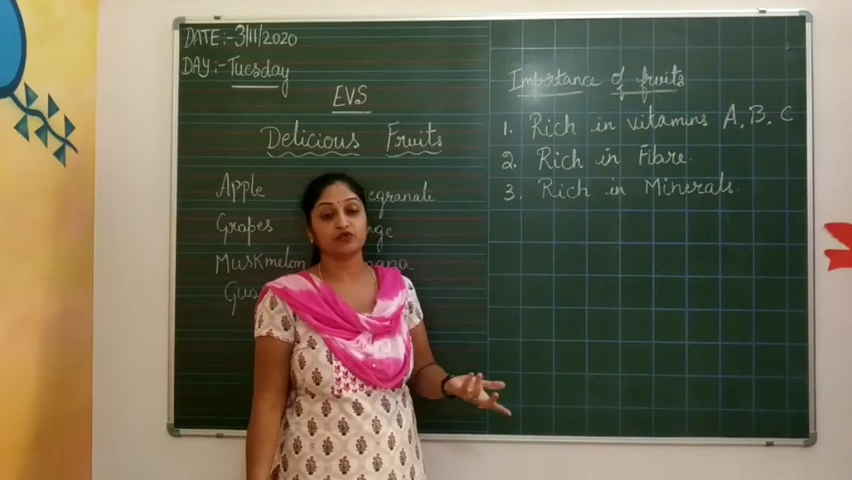 DATE:-3/11/2020
DAY:-Tuesday
EVS
Delicious Fruits
Apple
Grapes
Muskmelon
Importance of fruits
1. Rich in vitamins A, B, C
2. Rich in Fibre.
3. Rich in Minerals.